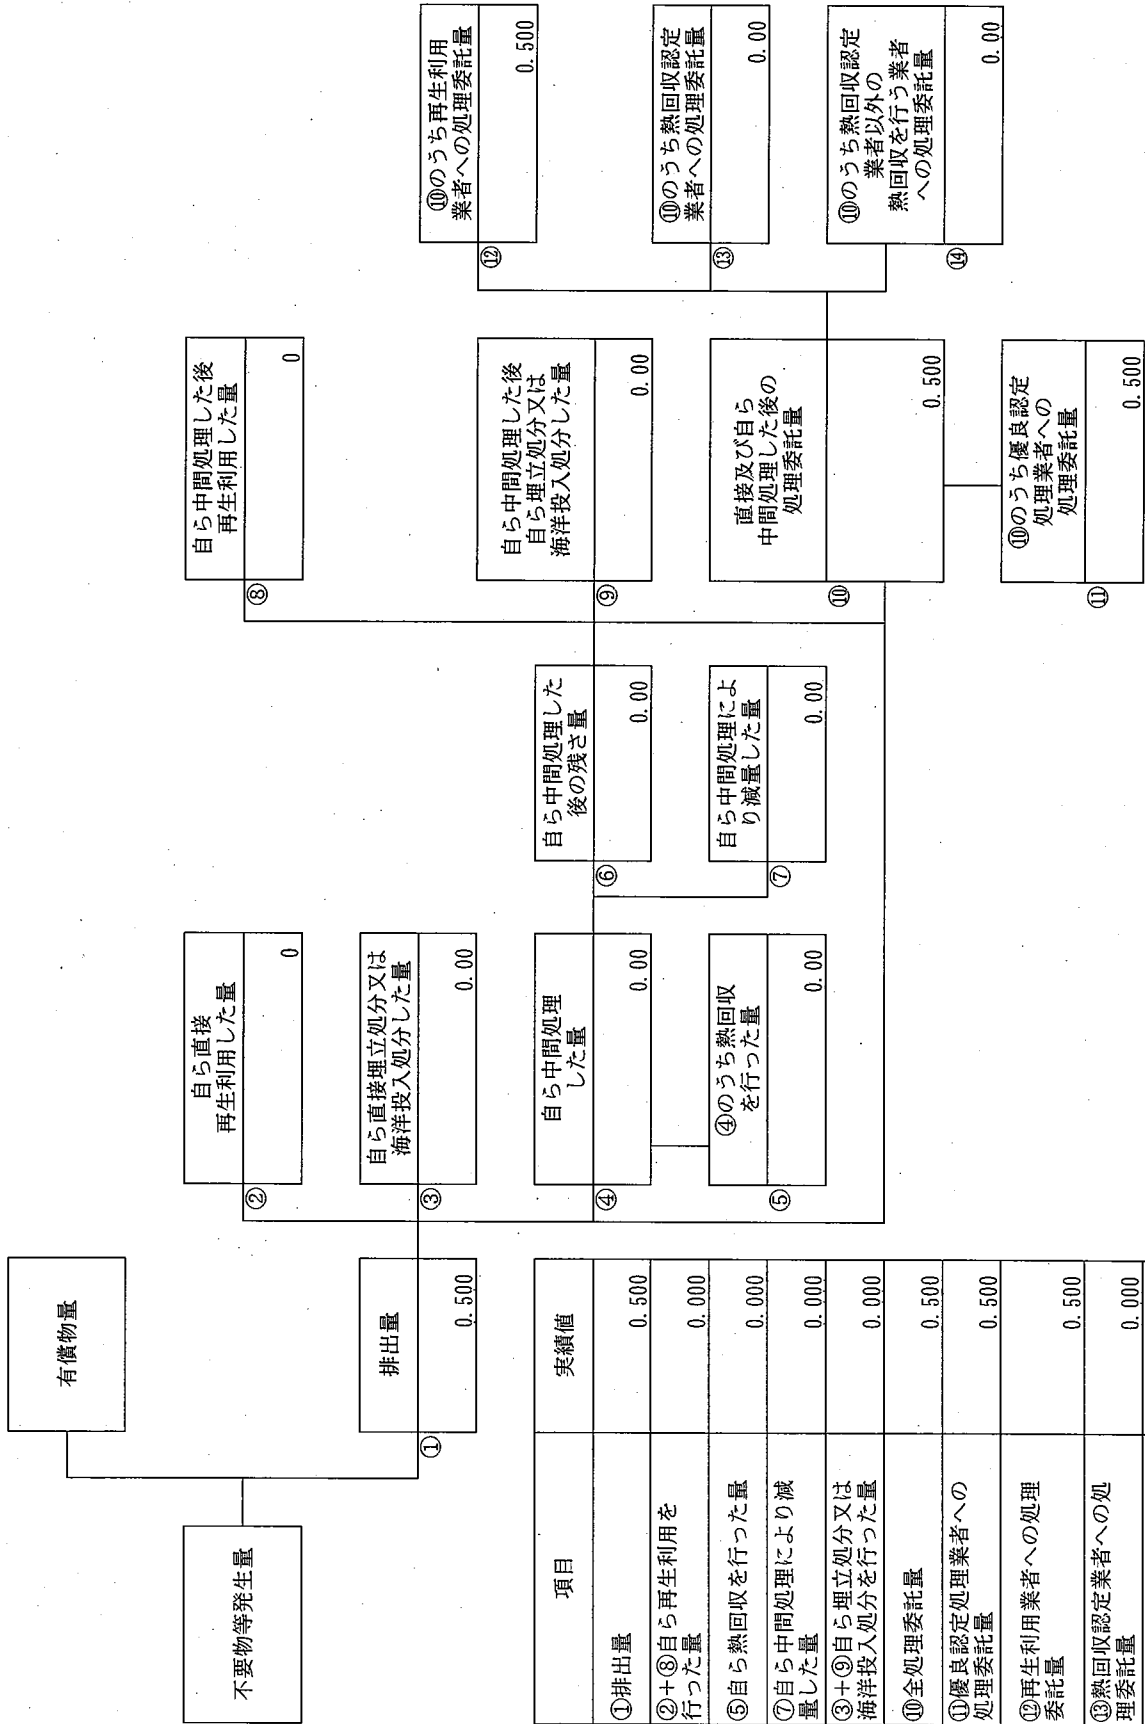 不要物等発生量
有償物量
排出量
①
0.500
自ら直接
再生利用した量
②
0
自ら直接埋立処分又は
海洋投入処分した量
③
0.00
自ら中間処理
した量
④
0.00
④のうち熱回収
を行った量
⑤
0.00
自ら中間処理した
後の残さ量
⑥
0.00
自ら中間処理によ
り減量した量
⑦
0.00
自ら中間処理した後
再生利用した量
⑧
0
自ら中間処理した後
自ら埋立処分又は
海洋投入処分した量
⑨
0.00
直接及び自ら
中間処理した後の
処理委託量
⑩
0.500
⑩のうち優良認定
処理業者への
処理委託量
⑪
0.500
⑩のうち再生利用
業者への処理委託量
⑫
0.500
⑩のうち熱回収認定
業者への処理委託量
⑬
0.00
⑩のうち熱回収認定
業者以外の
熱回収を行う業者
への処理委託量
⑭
0.00
項目 実績値
①排出量 0.500
②+⑧自ら再生利用を
行った量 0.000
⑤自ら熱回収を行った量 0.000
⑦自ら中間処理により減
量した量 0.000
③+⑨自ら埋立処分又は
海洋投入処分を行った量 0.000
⑩全処理委託量 0.500
⑪優良認定処理業者への
処理委託量 0.500
⑫再生利用業者への処理
委託量 0.500
⑬熱回収認定業者への処
理委託量 0.000